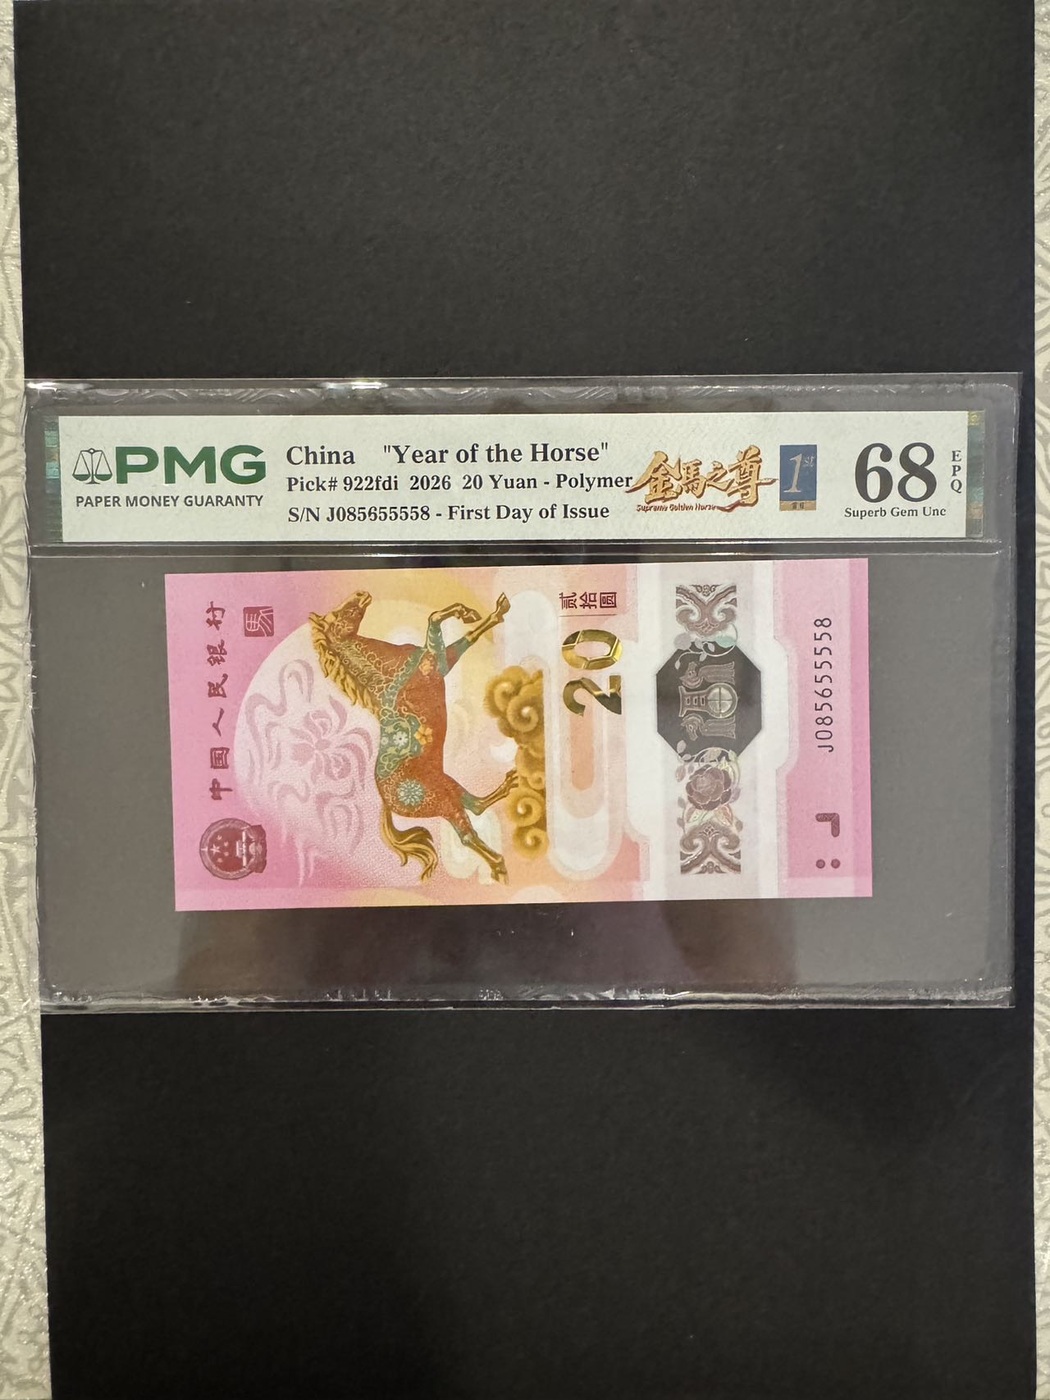 PMG
PAPER MONEY GUARANTY
China "Year of the Horse"
Pick# 922fdi 2026 20 Yuan - Polymer
S/N J085655558 - First Day of Issue
金馬之尊
Supreme Golden Horse
1st
68
EPQ
Superb Gem Unc
中国人民银行
馬
贰拾圆
20
J085655558